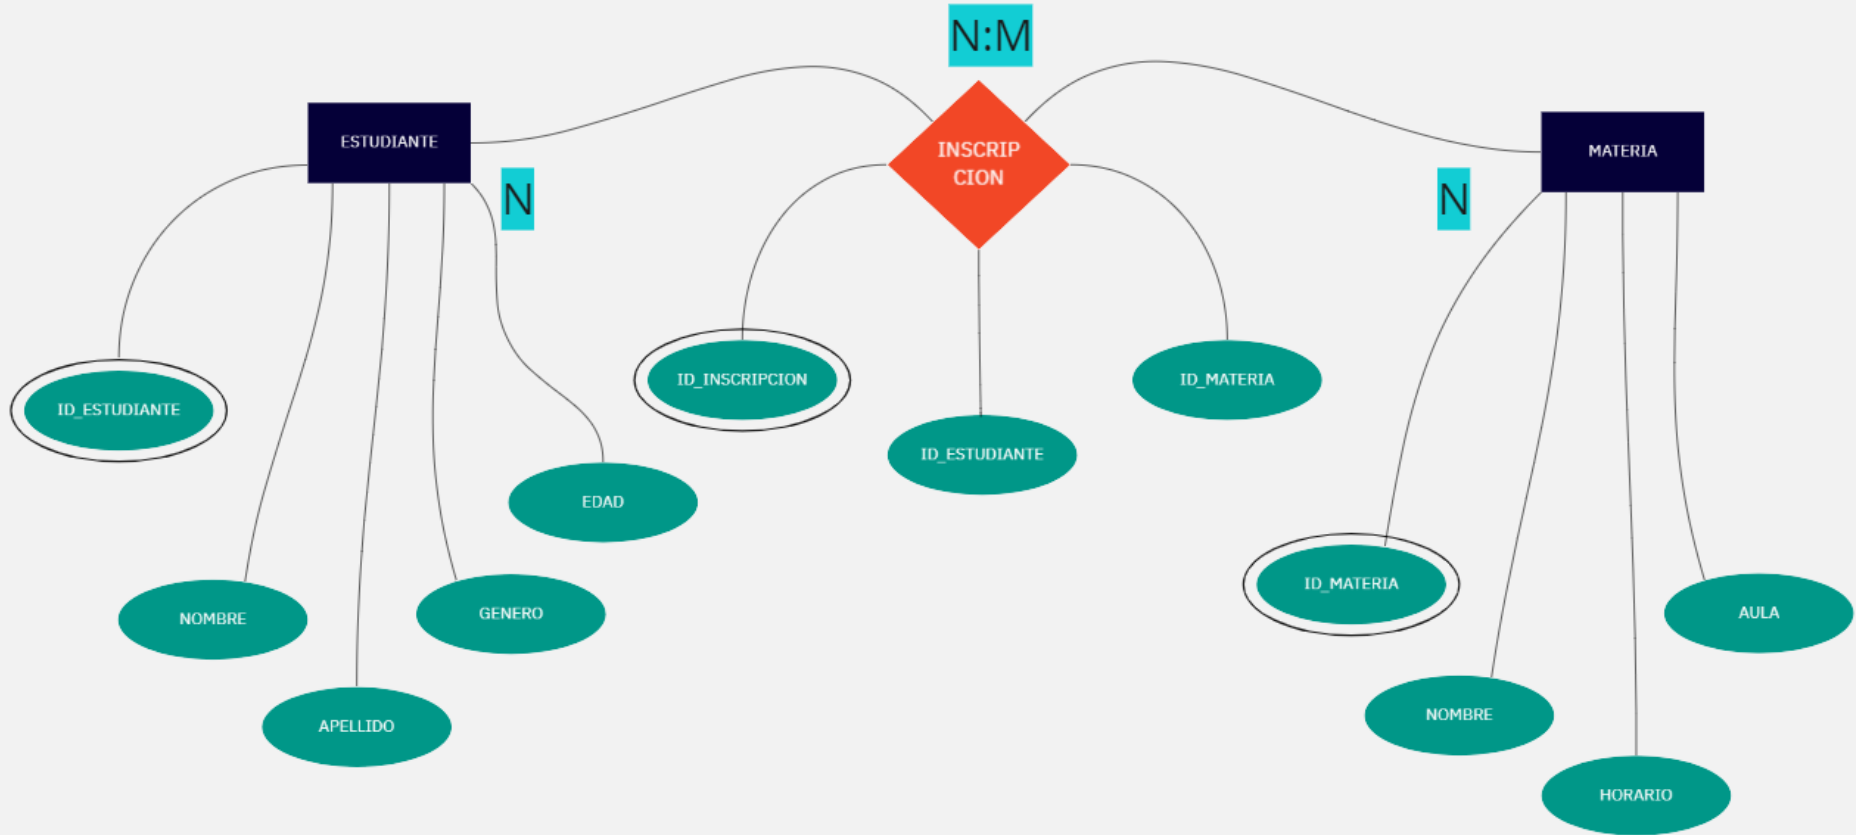 N:M
ESTUDIANTE
INSCRIP
CION
MATERIA
N
N
ID_ESTUDIANTE
ID_INSCRIPCION
ID_MATERIA
ID_ESTUDIANTE
EDAD
ID_MATERIA
NOMBRE
GENERO
AULA
APELLIDO
NOMBRE
HORARIO